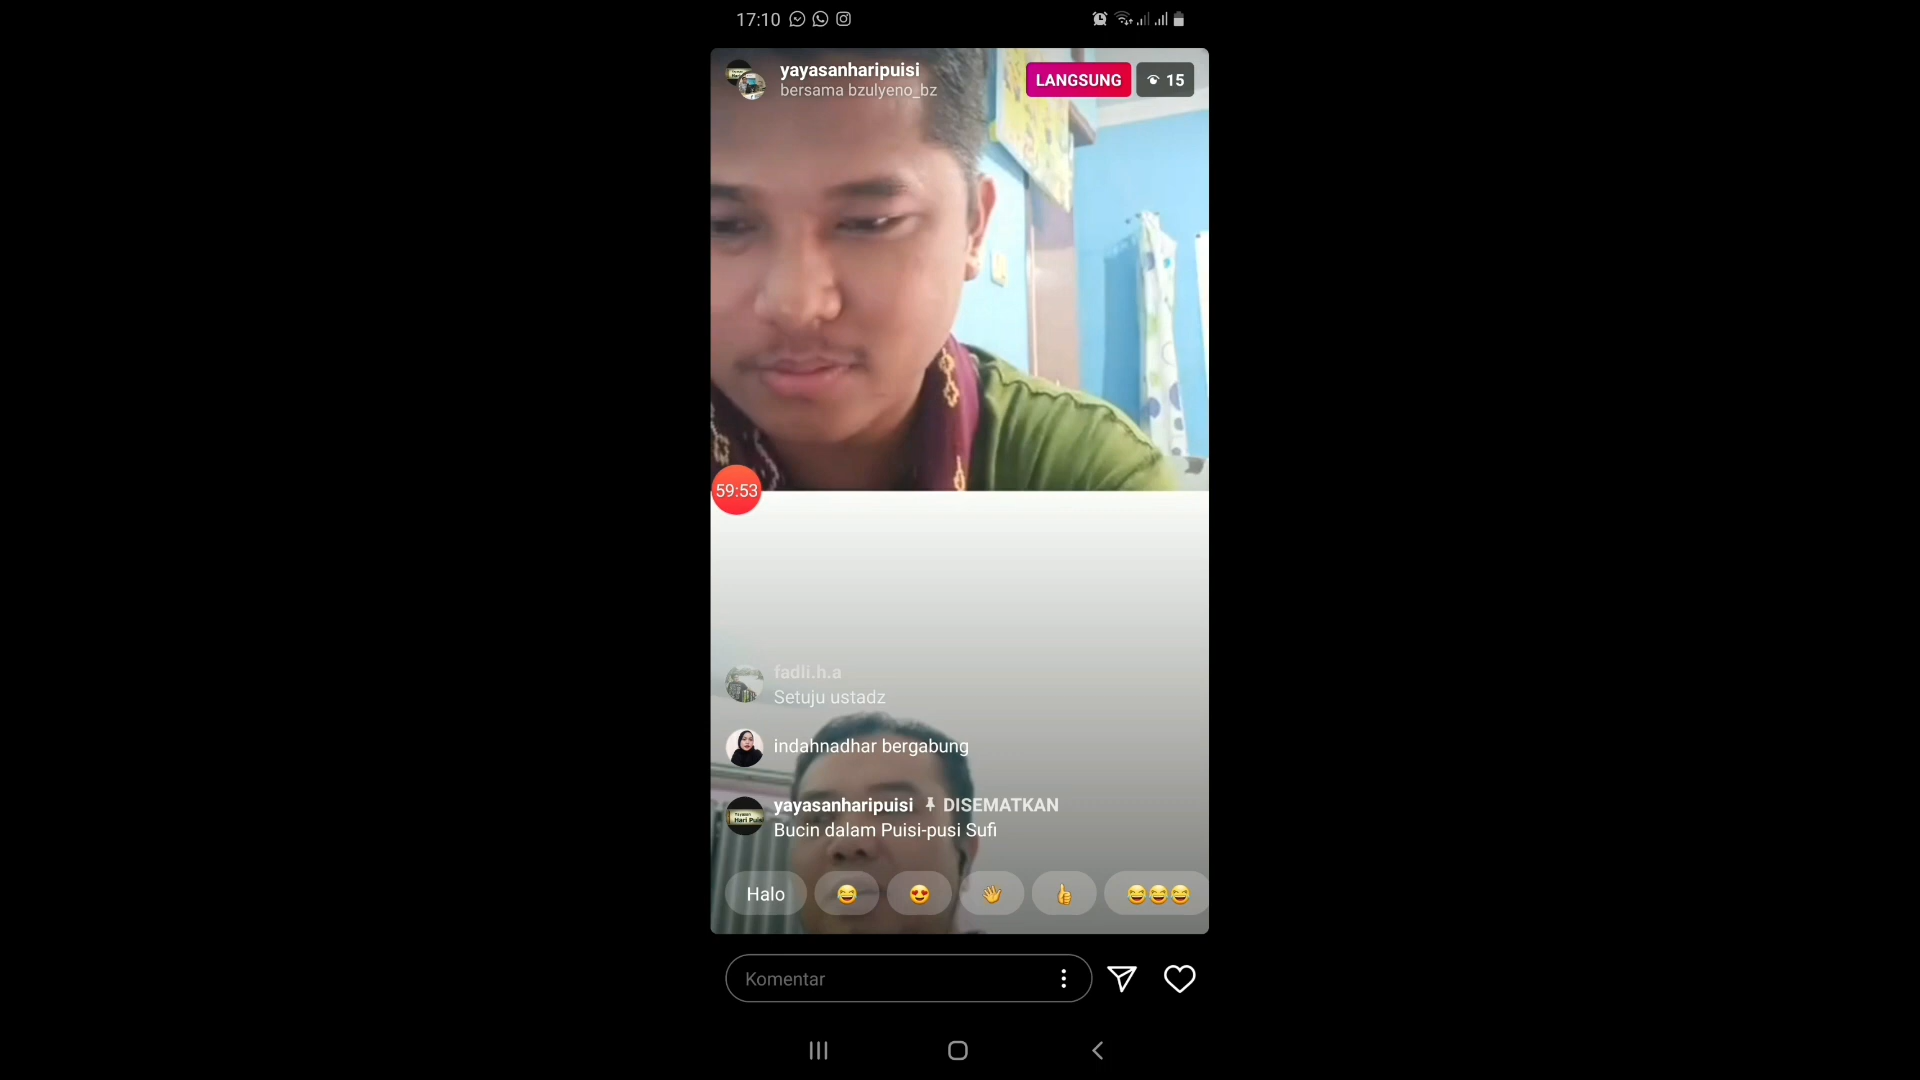 17:10
yayasanharipuisi
bersama bzulyeno_bz
LANGSUNG
15
59:53
fadli.h.a
Setuju ustadz
indahnadhar bergabung
yayasanharipuisi DISEMATKAN
Bucin dalam Puisi-pusi Sufi
Halo
Komentar